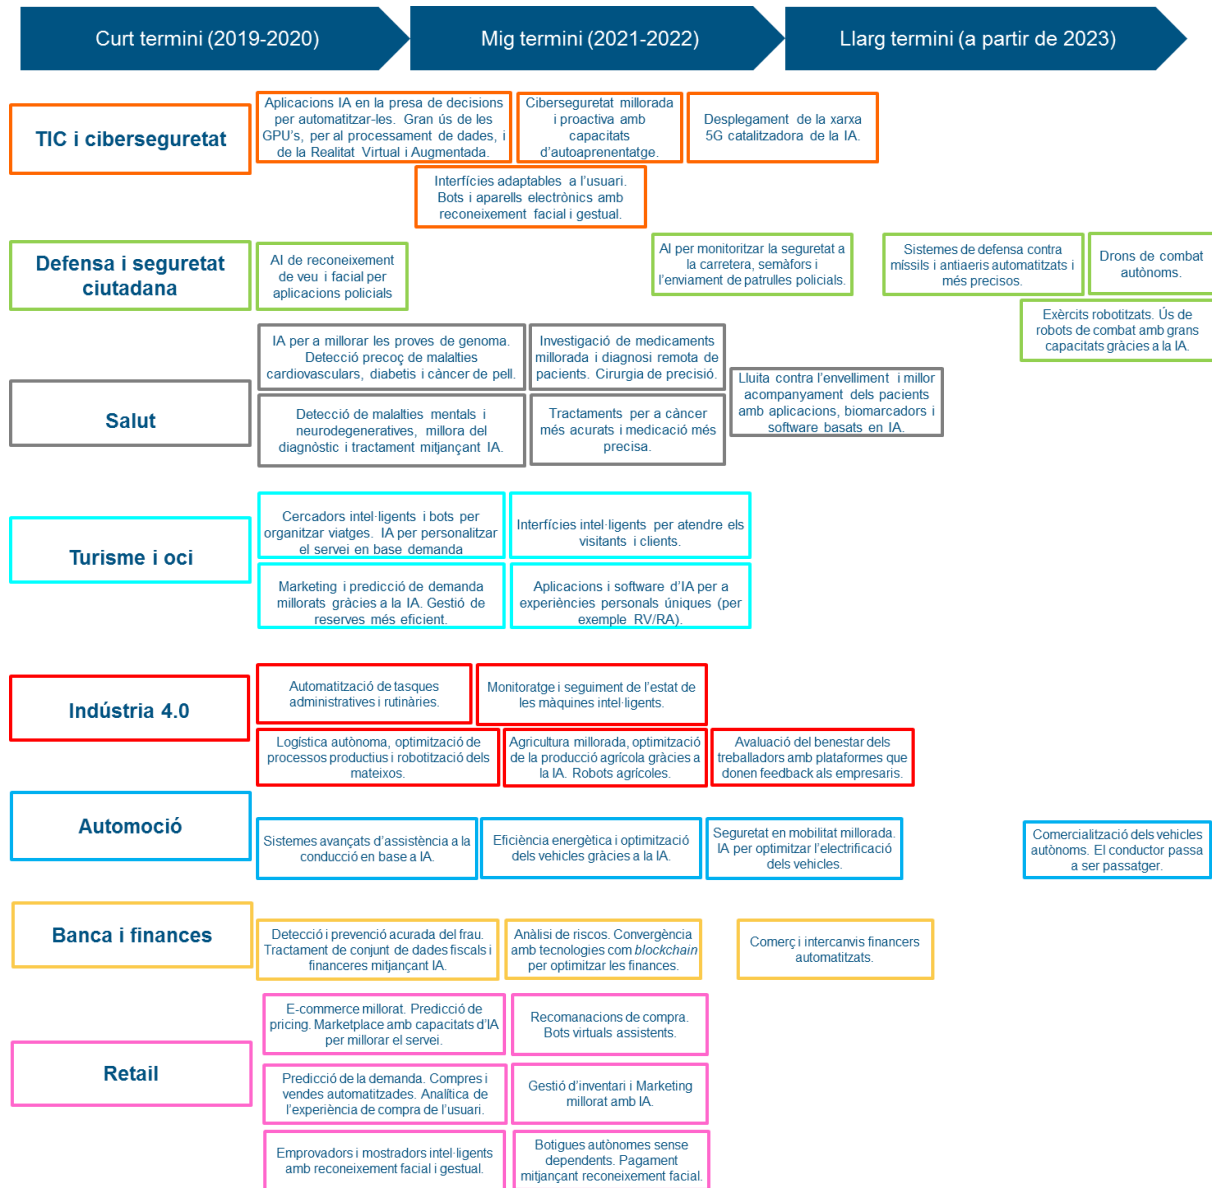 Curt termini (2019-2020)
Mig termini (2021-2022)
Llarg termini (a partir de 2023)
TIC i ciberseguretat
Aplicacions IA en la presa de decisions
per automatitzar-les. Gran ús de les
GPU's, per al processament de dades, i
de la Realitat Virtual i Augmentada.
Ciberseguretat millorada
i proactiva amb
capacitats
d'autoaprenentatge.
Desplegament de la xarxa
5G catalitzadora de la IA.
Interfícies adaptables a l'usuari.
Bots i aparells electrònics amb
reconeixement facial i gestual.
Defensa i seguretat
ciutadana
AI de reconeixement
de veu i facial per
aplicacions policials
AI per monitoritzar la seguretat a
la carretera, semàfors i
l'enviament de patrulles policials.
Sistemes de defensa contra
míssils i antiaeris automatitzats i
més precisos.
Drons de combat
autònoms.
Exèrcits robotitzats. Ús de
robots de combat amb grans
capacitats gràcies a la IA.
Salut
IA per a millorar les proves de genoma.
Detecció precoç de malalties
cardiovasculars, diabetis i càncer de pell.
Investigació de medicaments
millorada i diagnosi remota de
pacients. Cirurgia de precisió.
Lluita contra l'envelliment i millor
acompanyament dels pacients
amb aplicacions, biomarcadors i
software basats en IA.
Detecció de malalties mentals i
neurodegeneratives, millora del
diagnòstic i tractament mitjançant IA.
Tractaments per a càncer
més acurats i medicació més
precisa.
Turisme i oci
Cercadors intel·ligents i bots per
organitzar viatges. IA per personalitzar
el servei en base demanda
Interfícies intel·ligents per atendre els
visitants i clients.
Marketing i predicció de demanda
millorats gràcies a la IA. Gestió de
reserves més eficient.
Aplicacions i software d'IA per a
experiències personals úniques (per
exemple RV/RA).
Indústria 4.0
Automatització de tasques
administratives i rutinàries.
Monitoratge i seguiment de l'estat de
les màquines intel·ligents.
Logística autònoma, optimització de
processos productius i robotització dels
mateixos.
Agricultura millorada, optimització
de la producció agrícola gràcies a
la IA. Robots agrícoles.
Avaluació del benestar dels
treballadors amb plataformes que
donen feedback als empresaris.
Automoció
Sistemes avançats d'assistència a la
conducció en base a IA.
Eficiència energètica i optimització
dels vehicles gràcies a la IA.
Seguretat en mobilitat millorada.
IA per optimitzar l'electrificació
dels vehicles.
Comercialització dels vehicles
autònoms. El conductor passa
a ser passatger.
Banca i finances
Detecció i prevenció acurada del frau.
Tractament de conjunt de dades fiscals i
financeres mitjançant IA.
Anàlisi de riscos. Convergència
amb tecnologies com blockchain
per optimitzar les finances.
Comerç i intercanvis financers
automatitzats.
Retail
E-commerce millorat. Predicció de
pricing. Marketplace amb capacitats d'IA
per millorar el servei.
Recomanacions de compra.
Bots virtuals assistents.
Predicció de la demanda. Compres i
vendes automatitzades. Analítica de
l'experiència de compra de l'usuari.
Gestió d'inventari i Marketing
millorat amb IA.
Emprovadors i mostradors intel·ligents
amb reconeixement facial i gestual.
Botigues autònomes sense
dependents. Pagament
mitjançant reconeixement facial.